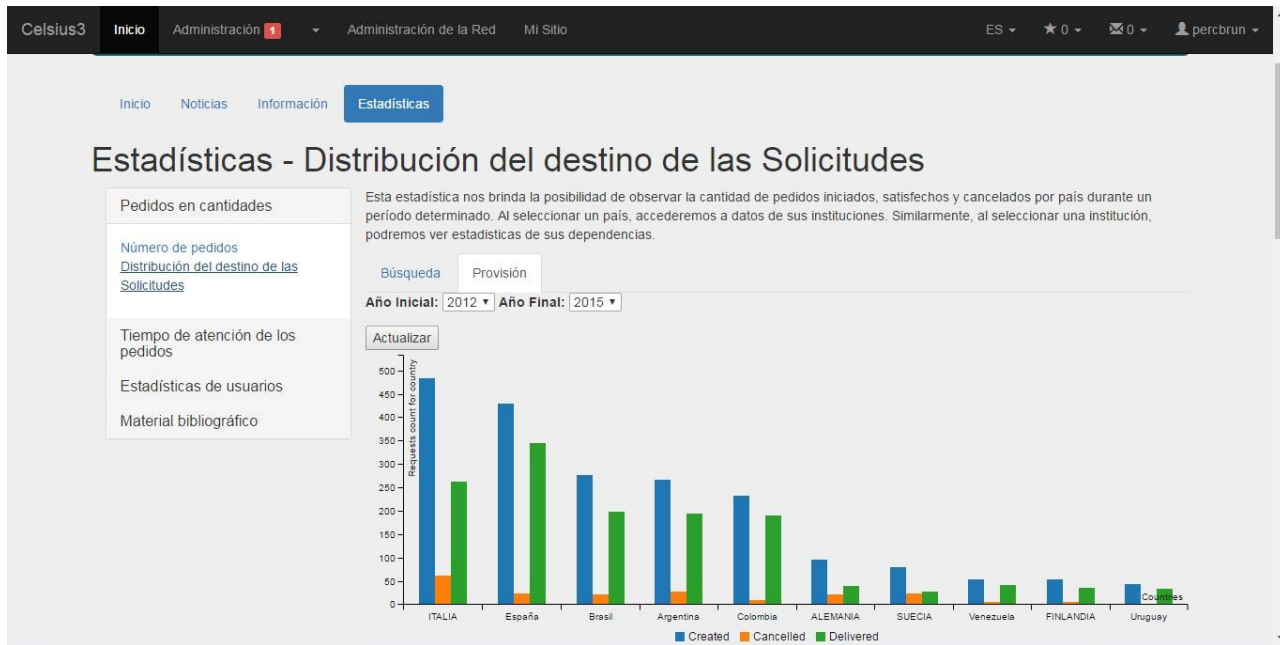 Celsius3 Inicio Administración 1 Administración de la Red Mi Sitio ES 0 0 percbrun
Inicio Noticias Información Estadísticas
Estadísticas - Distribución del destino de las Solicitudes
Pedidos en cantidades
Número de pedidos
Distribución del destino de las
Solicitudes
Tiempo de atención de los
pedidos
Estadísticas de usuarios
Material bibliográfico
Esta estadística nos brinda la posibilidad de observar la cantidad de pedidos iniciados, satisfechos y cancelados por país durante un
período determinado. Al seleccionar un país, accederemos a datos de sus instituciones. Similarmente, al seleccionar una institución,
podremos ver estadisticas de sus dependencias.
Búsqueda Provisión
Año Inicial: 2012 Año Final: 2015
Actualizar
Requests count for country
500
450
400
350
300
250
200
150
100
50
0
Countries
ITALIA España Brasil Argentina Colombia ALEMANIA SUECIA Venezuela FINLANDIA Uruguay
Created Cancelled Delivered